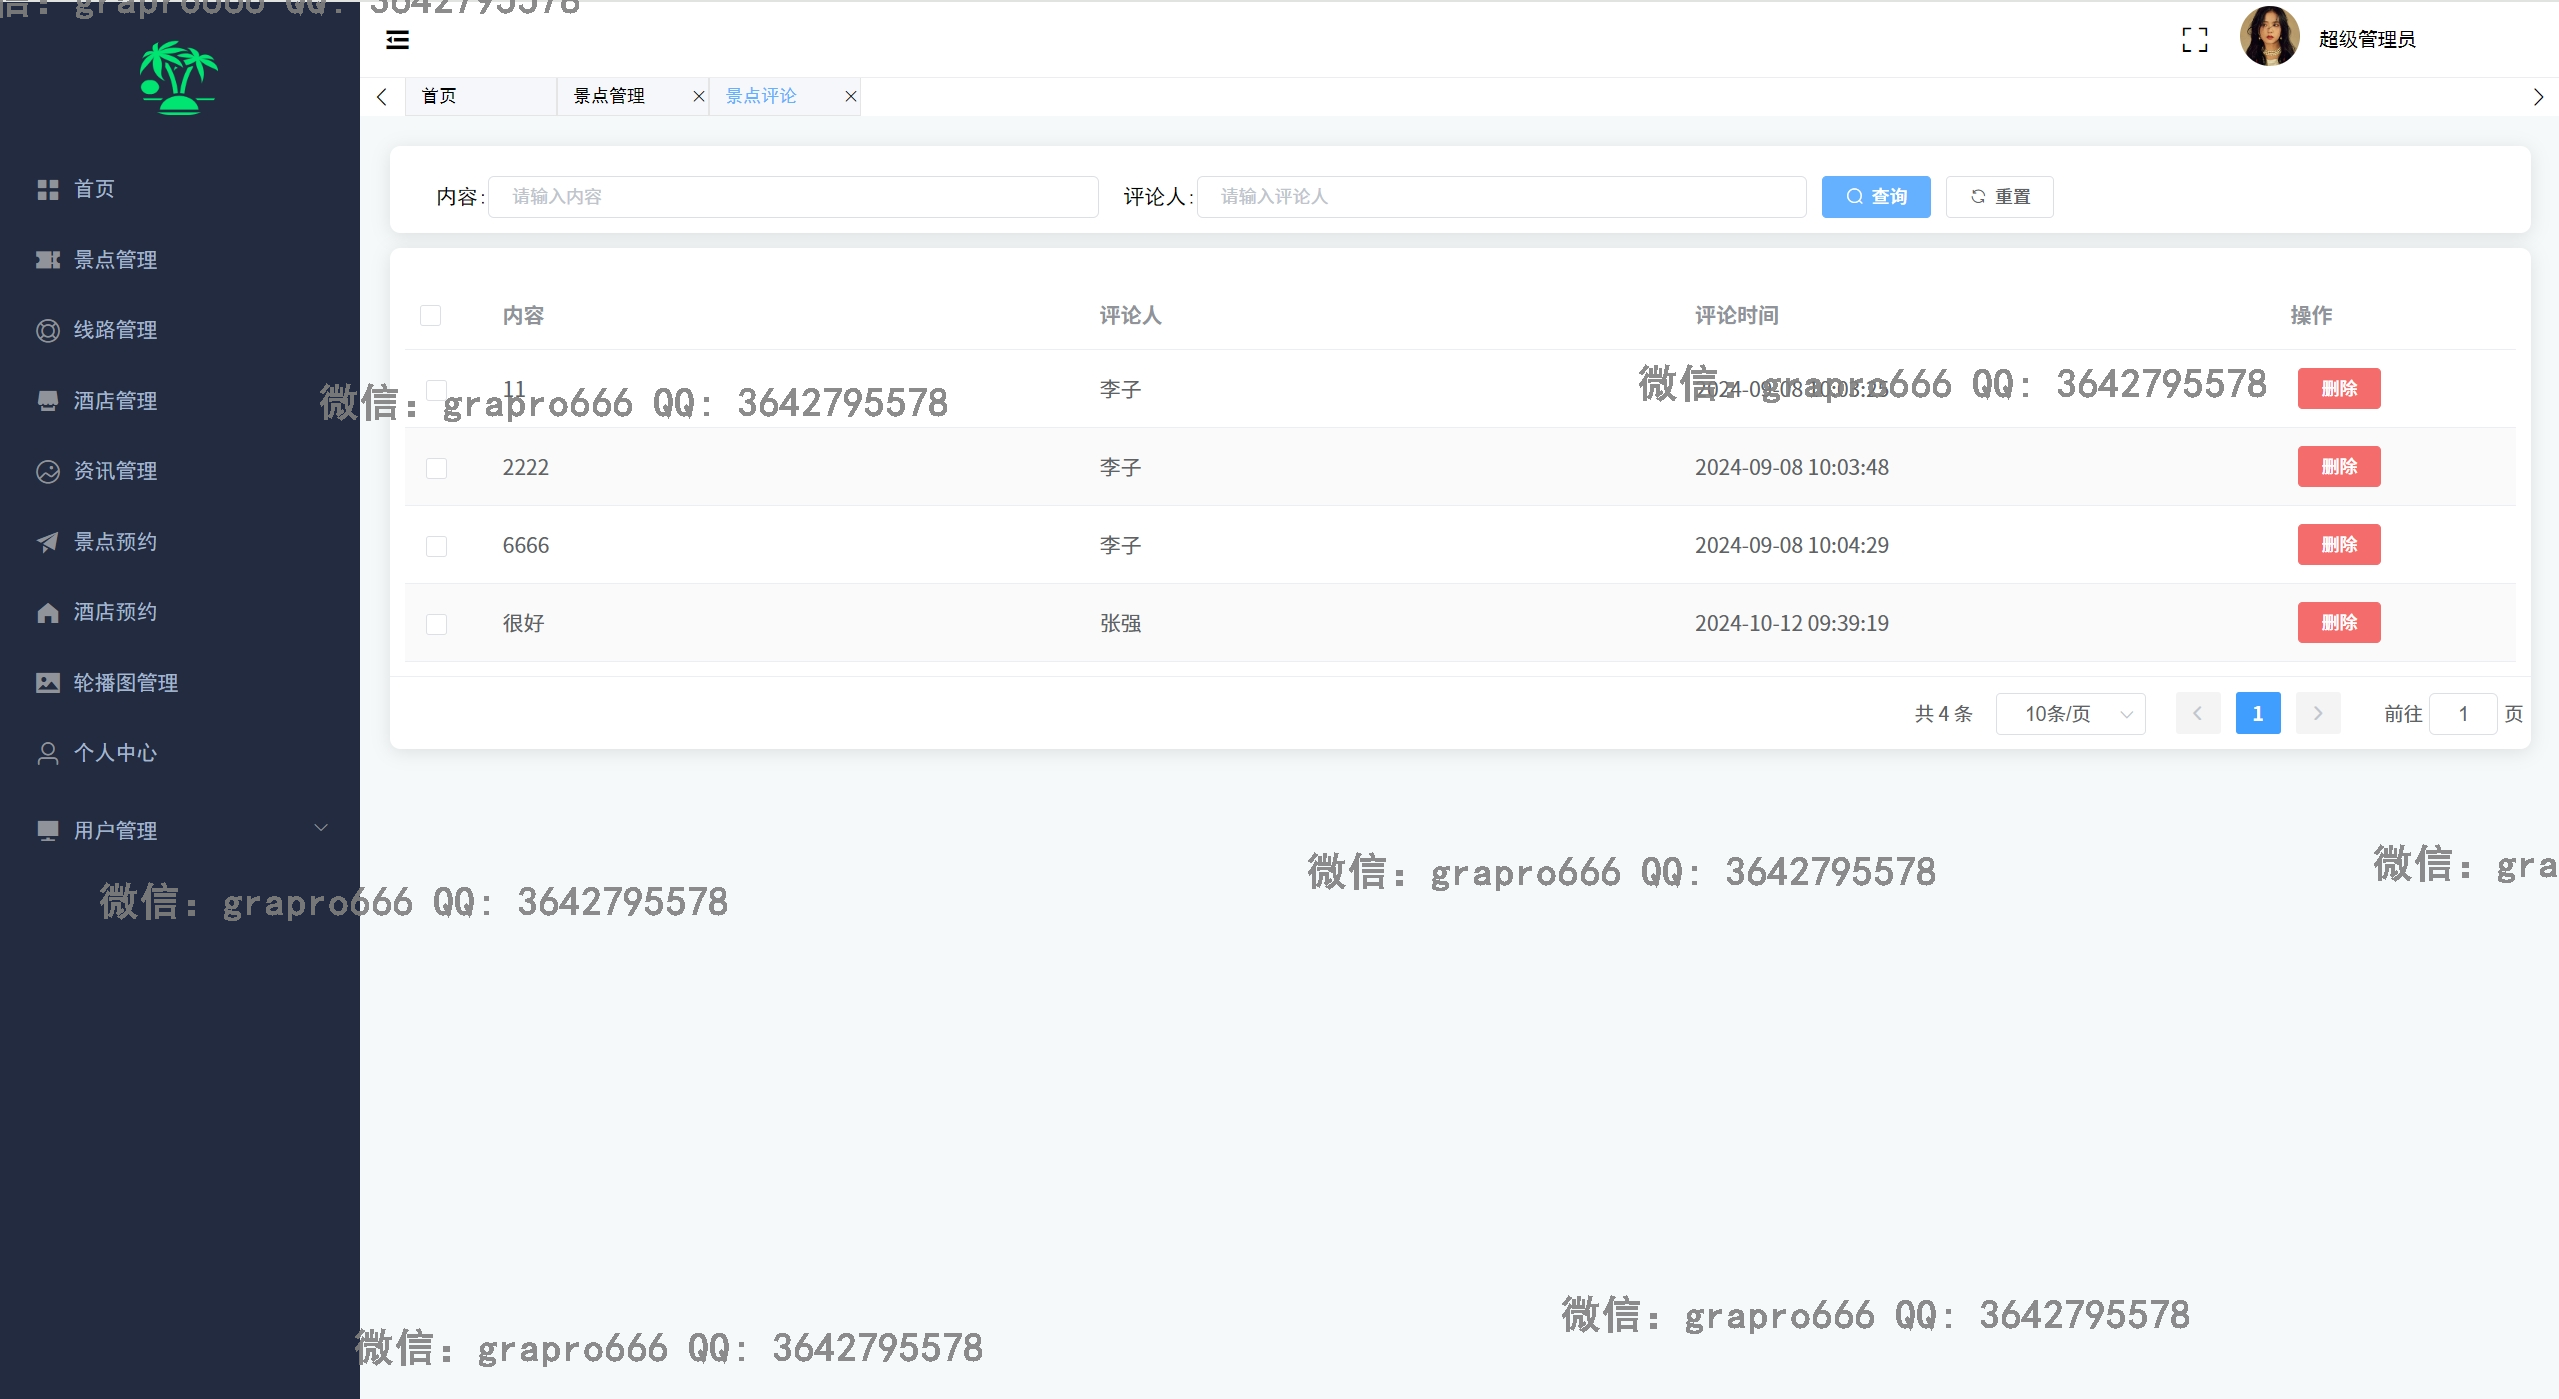 信: grapro666 QQ: 3642795578
超级管理员
首页
景点管理
景点评论
首页
景点管理
线路管理
酒店管理
资讯管理
景点预约
酒店预约
轮播图管理
个人中心
用户管理
内容: 请输入内容 评论人: 请输入评论人 查询 重置
内容 评论人 评论时间 操作
11 李子 2024-09-08 10:03:25 删除
微信: grapro666 QQ: 3642795578
微信: grapro666 QQ: 3642795578
2222 李子 2024-09-08 10:03:48 删除
6666 李子 2024-09-08 10:04:29 删除
很好 张强 2024-10-12 09:39:19 删除
共 4 条 10条/页 1 前往 1 页
微信: grapro666 QQ: 3642795578
微信: grapro666 QQ: 3642795578
微信: gra
微信: grapro666 QQ: 3642795578
微信: grapro666 QQ: 3642795578